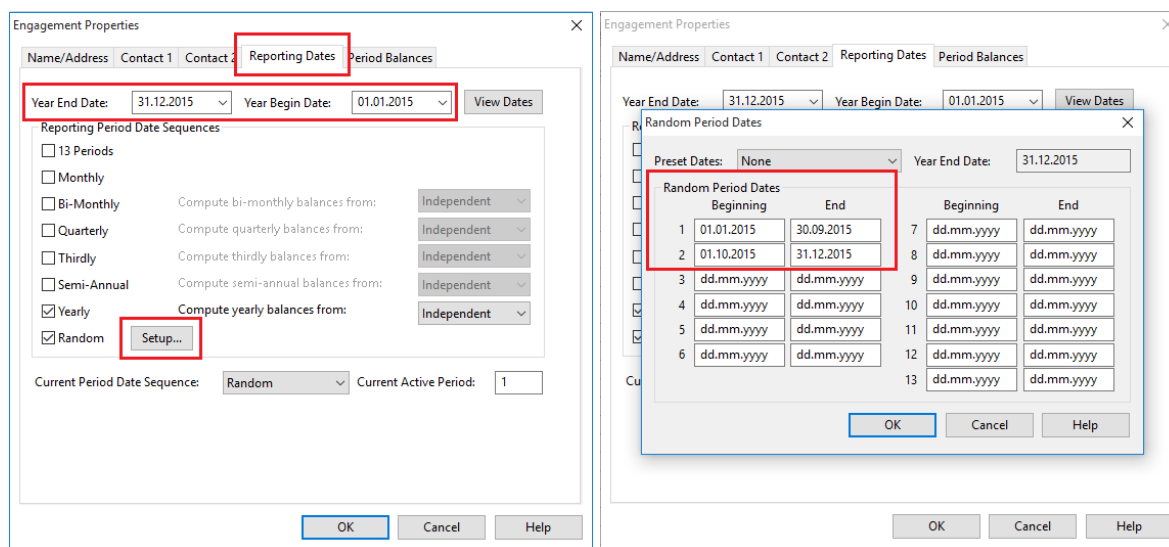 Engagement Properties
Name/Address Contact 1 Contact 2 Reporting Dates Period Balances
Year End Date: 31.12.2015 Year Begin Date: 01.01.2015 View Dates
Reporting Period Date Sequences
13 Periods
Monthly
Bi-Monthly Compute bi-monthly balances from: Independent
Quarterly Compute quarterly balances from: Independent
Thirdly Compute thirdly balances from: Independent
Semi-Annual Compute semi-annual balances from: Independent
Yearly Compute yearly balances from: Independent
Random Setup...
Current Period Date Sequence: Random Current Active Period: 1
OK Cancel Help
Engagement Properties
Name/Address Contact 1 Contact 2 Reporting Dates Period Balances
Year End Date: 31.12.2015 Year Begin Date: 01.01.2015 View Dates
Random Period Dates
Preset Dates: None Year End Date: 31.12.2015
Random Period Dates
Beginning End Beginning End
1 01.01.2015 30.09.2015 7 dd.mm.yyyy dd.mm.yyyy
2 01.10.2015 31.12.2015 8 dd.mm.yyyy dd.mm.yyyy
3 dd.mm.yyyy dd.mm.yyyy 9 dd.mm.yyyy dd.mm.yyyy
4 dd.mm.yyyy dd.mm.yyyy 10 dd.mm.yyyy dd.mm.yyyy
5 dd.mm.yyyy dd.mm.yyyy 11 dd.mm.yyyy dd.mm.yyyy
6 dd.mm.yyyy dd.mm.yyyy 12 dd.mm.yyyy dd.mm.yyyy
13 dd.mm.yyyy dd.mm.yyyy
Cu
OK Cancel Help
OK Cancel Help